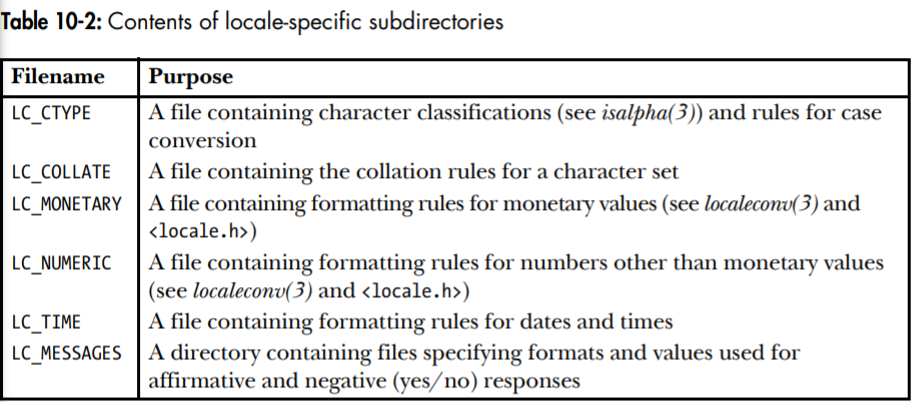 Table 10-2: Contents of locale-specific subdirectories
Filename Purpose
LC_CTYPE A file containing character classifications (see isalpha(3)) and rules for case
conversion
LC_COLLATE A file containing the collation rules for a character set
LC_MONETARY A file containing formatting rules for monetary values (see localeconv(3) and
<locale.h>)
LC_NUMERIC A file containing formatting rules for numbers other than monetary values
(see localeconv(3) and <locale.h>)
LC_TIME A file containing formatting rules for dates and times
LC_MESSAGES A directory containing files specifying formats and values used for
affirmative and negative (yes/no) responses